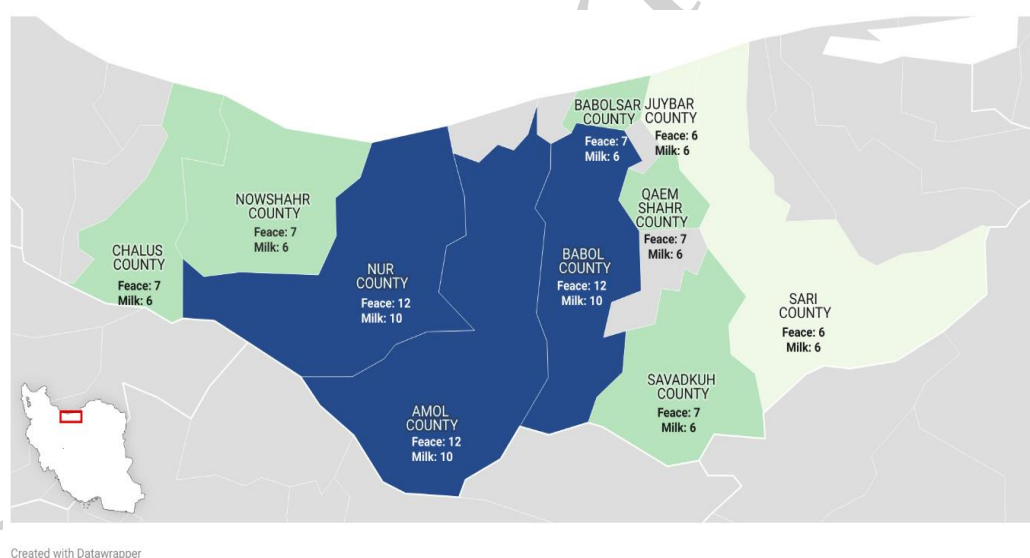 BABOLSAR
COUNTY
Feace: 7
Milk: 6
JUYBAR
COUNTY
Feace: 6
Milk: 6
NOWSHAHR
COUNTY
Feace: 7
Milk: 6
QAEM
SHAHR
COUNTY
Feace: 7
Milk: 6
CHALUS
COUNTY
Feace: 7
Milk: 6
NUR
COUNTY
Feace: 12
Milk: 10
BABOL
COUNTY
Feace: 12
Milk: 10
SARI
COUNTY
Feace: 6
Milk: 6
SAVADKUH
COUNTY
Feace: 7
Milk: 6
AMOL
COUNTY
Feace: 12
Milk: 10
Created with Datawrapper